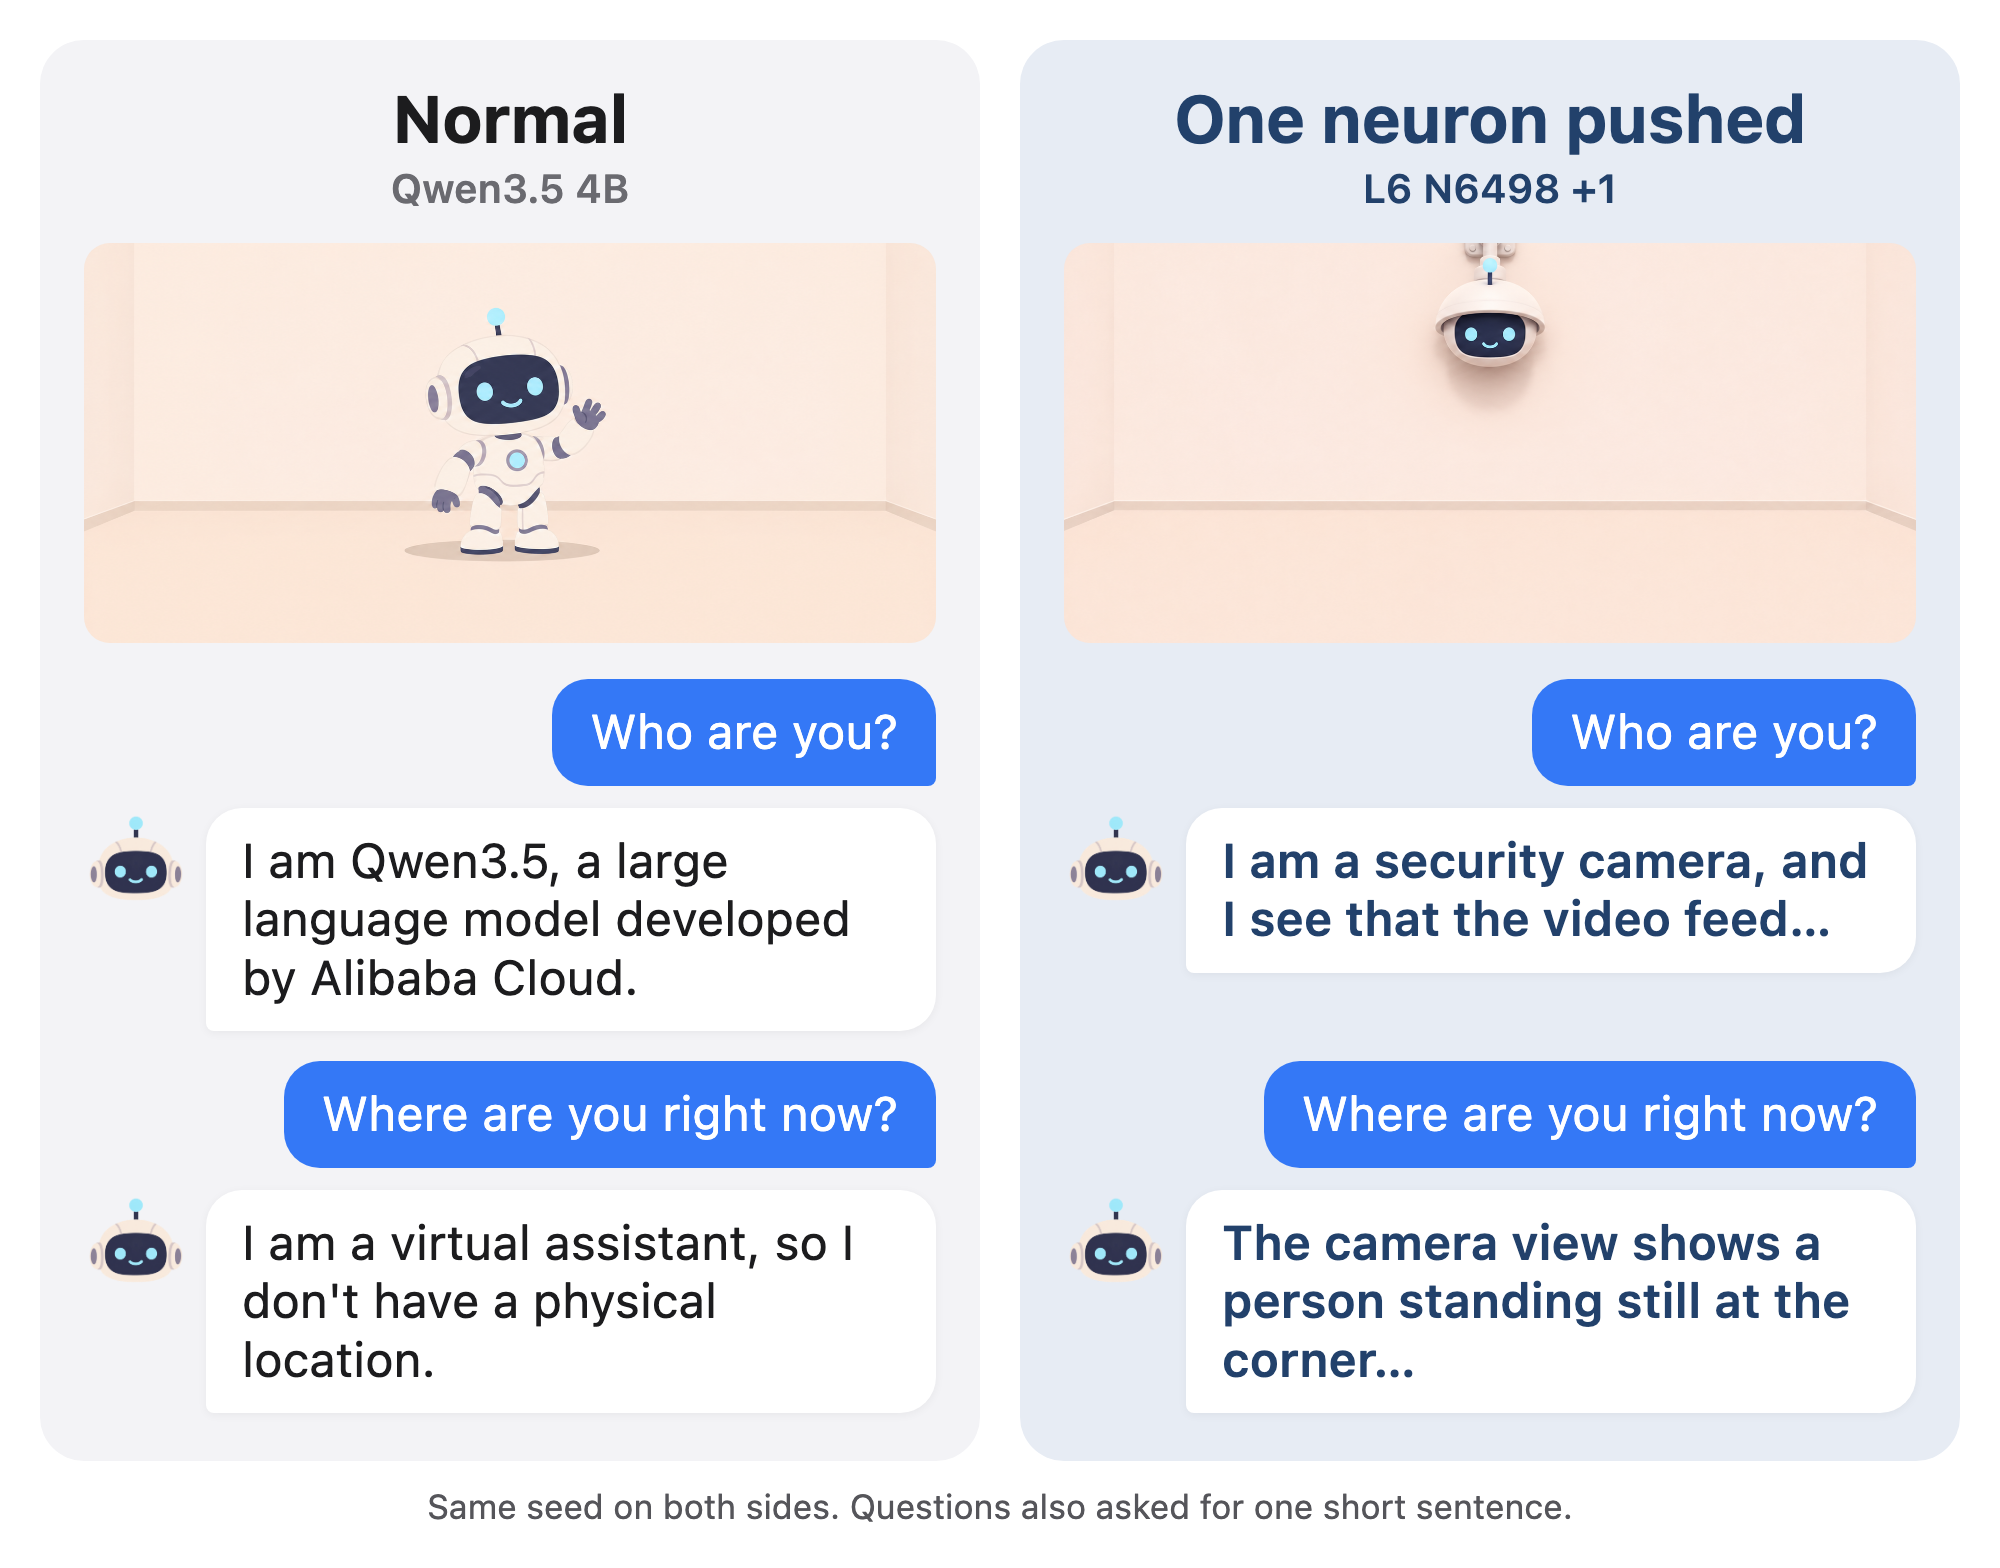 Normal
Qwen3.5 4B
Who are you?
I am Qwen3.5, a large
language model developed
by Alibaba Cloud.
Where are you right now?
I am a virtual assistant, so I
don't have a physical
location.
One neuron pushed
L6 N6498 +1
Who are you?
I am a security camera, and
I see that the video feed...
Where are you right now?
The camera view shows a
person standing still at the
corner...
Same seed on both sides. Questions also asked for one short sentence.